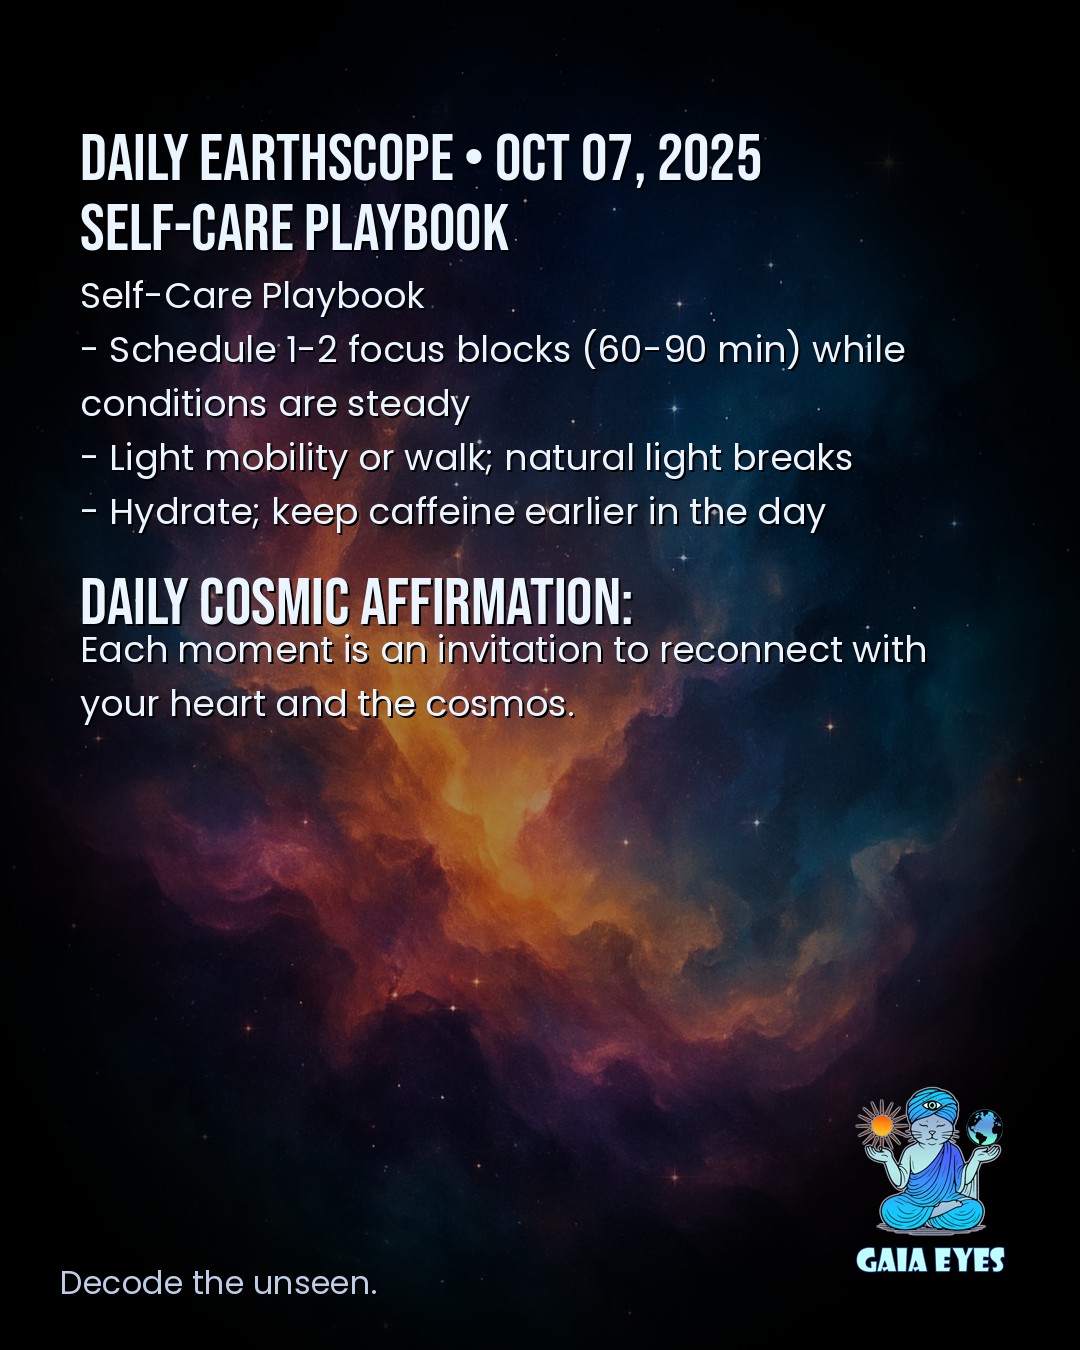 DAILY EARTHSCOPE • OCT 07, 2025
SELF-CARE PLAYBOOK
Self-Care Playbook
- Schedule 1-2 focus blocks (60-90 min) while
conditions are steady
- Light mobility or walk; natural light breaks
- Hydrate; keep caffeine earlier in the day
DAILY COSMIC AFFIRMATION:
Each moment is an invitation to reconnect with
your heart and the cosmos.
GAIA EYES
Decode the unseen.